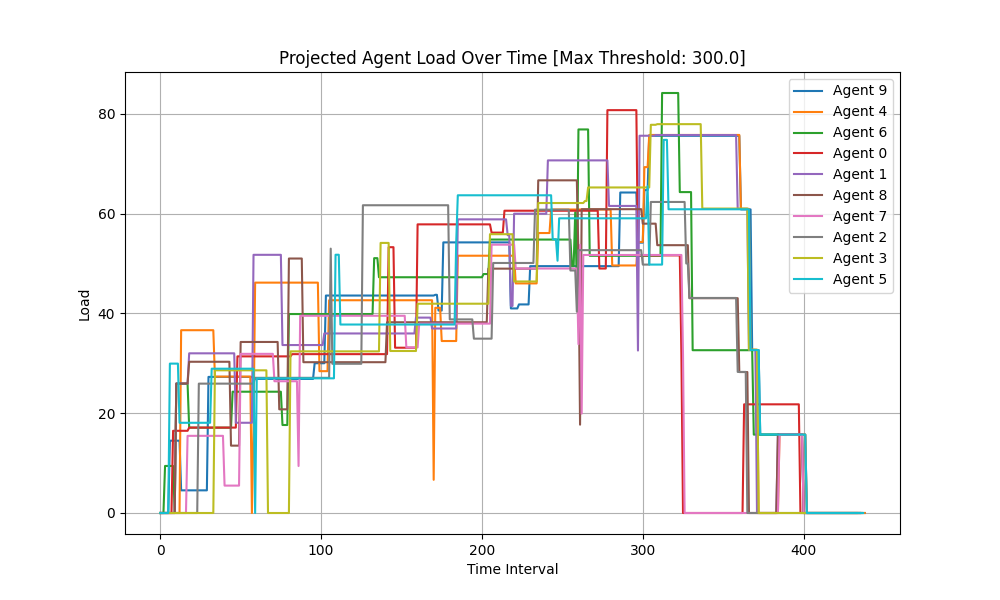 Projected Agent Load Over Time [Max Threshold: 300.0]
Load
80
60
40
20
0
0 100 200 300 400
Time Interval
Agent 9
Agent 4
Agent 6
Agent 0
Agent 1
Agent 8
Agent 7
Agent 2
Agent 3
Agent 5